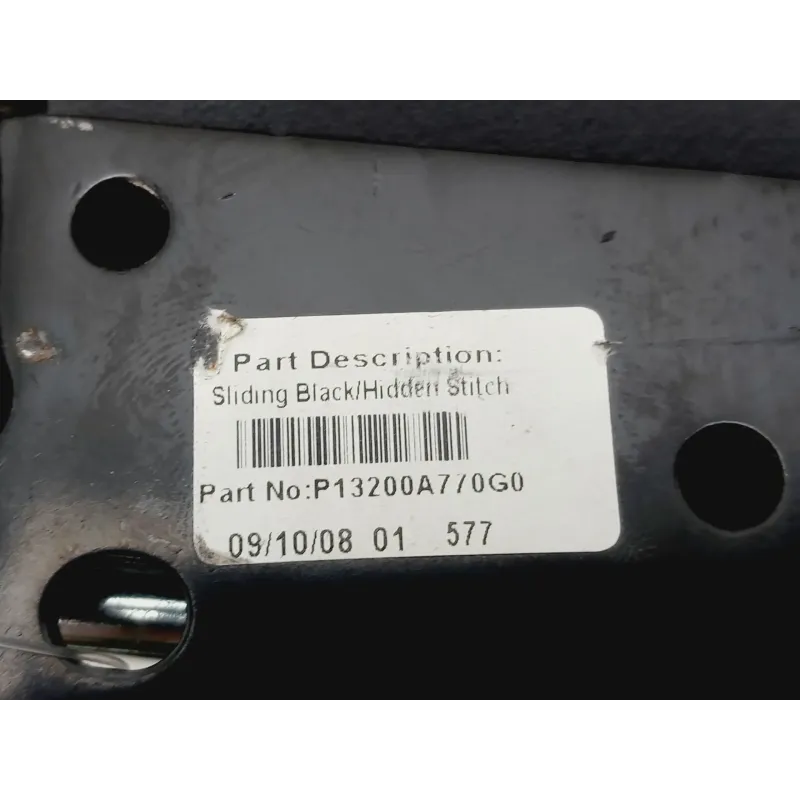 Part Description:
Sliding Black/Hidden Stitch
Part No:P13200A770G0
09/10/08 01 577